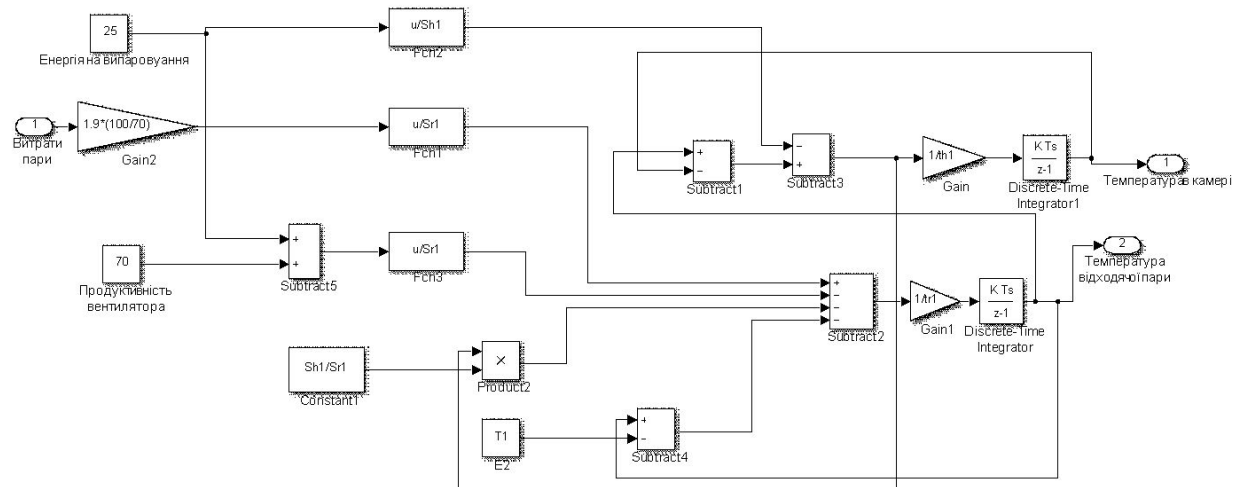 25
Енергія на випаровуання
u/Sh1
Fcn2
1
Витрати
пари
1.9*(100/70)
Gain2
u/Sr1
Fcn1
+
−
Subtract1
−
+
Subtract3
1/th1
Gain
K Ts
z-1
Discrete-Time
Integrator1
1
Температура в камері
70
Продуктивність
вентилятора
+
+
Subtract5
u/Sr1
Fcn3
+
−
−
−
Subtract2
1/tr1
Gain1
K Ts
z-1
Discrete-Time
Integrator
2
Температура
відходячої пари
Sh1/Sr1
Constant1
×
Product2
T1
E2
+
−
Subtract4